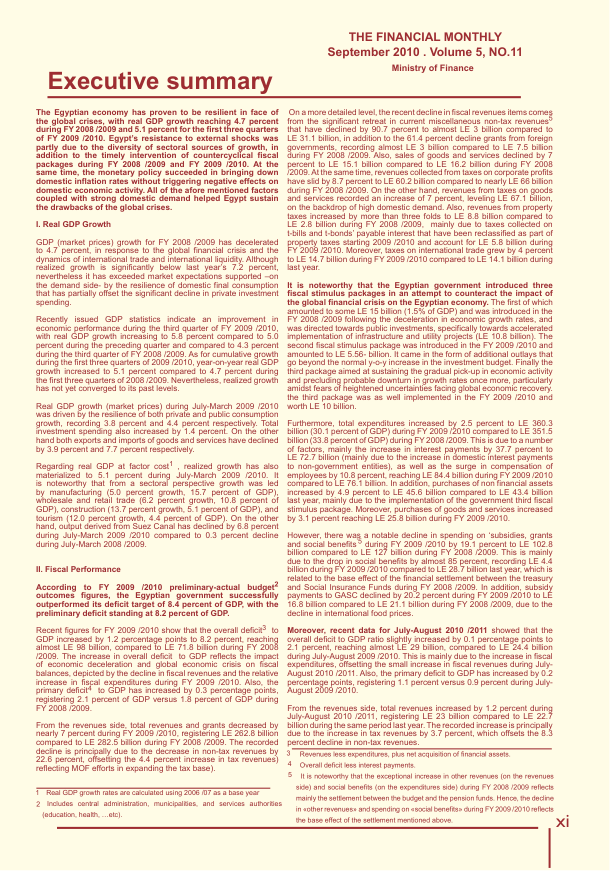 THE FINANCIAL MONTHLY
September 2010 . Volume 5, NO.11
Ministry of Finance
Executive summary
The Egyptian economy has proven to be resilient in face of
the global crises, with real GDP growth reaching 4.7 percent
during FY 2008 /2009 and 5.1 percent for the first three quarters
of FY 2009 /2010. Egypt's resistance to external shocks was
partly due to the diversity of sectoral sources of growth, in
addition to the timely intervention of countercyclical fiscal
packages during FY 2008 /2009 and FY 2009 /2010. At the
same time, the monetary policy succeeded in bringing down
domestic inflation rates without triggering negative effects on
domestic economic activity. All of the afore mentioned factors
coupled with strong domestic demand helped Egypt sustain
the drawbacks of the global crises.
I. Real GDP Growth
GDP (market prices) growth for FY 2008 /2009 has decelerated
to 4.7 percent, in response to the global financial crisis and the
dynamics of international trade and international liquidity. Although
realized growth is significantly below last year's 7.2 percent,
nevertheless it has exceeded market expectations supported –on
the demand side- by the resilience of domestic final consumption
that has partially offset the significant decline in private investment
spending.
Recently issued GDP statistics indicate an improvement in
economic performance during the third quarter of FY 2009 /2010,
with real GDP growth increasing to 5.8 percent compared to 5.0
percent during the preceding quarter and compared to 4.3 percent
during the third quarter of FY 2008 /2009. As for cumulative growth
during the first three quarters of 2009 /2010, year-on-year real GDP
growth increased to 5.1 percent compared to 4.7 percent during
the first three quarters of 2008 /2009. Nevertheless, realized growth
has not yet converged to its past levels.
Real GDP growth (market prices) during July-March 2009 /2010
was driven by the resilience of both private and public consumption
growth, recording 3.8 percent and 4.4 percent respectively. Total
investment spending also increased by 1.4 percent. On the other
hand both exports and imports of goods and services have declined
by 3.9 percent and 7.7 percent respectively.
Regarding real GDP at factor cost1 , realized growth has also
materialized to 5.1 percent during July-March 2009 /2010. It
is noteworthy that from a sectoral perspective growth was led
by manufacturing (5.0 percent growth, 15.7 percent of GDP),
wholesale and retail trade (6.2 percent growth, 10.8 percent of
GDP), construction (13.7 percent growth, 5.1 percent of GDP), and
tourism (12.0 percent growth, 4.4 percent of GDP). On the other
hand, output derived from Suez Canal has declined by 6.8 percent
during July-March 2009 /2010 compared to 0.3 percent decline
during July-March 2008 /2009.
II. Fiscal Performance
According to FY 2009 /2010 preliminary-actual budget2
outcomes figures, the Egyptian government successfully
outperformed its deficit target of 8.4 percent of GDP, with the
preliminary deficit standing at 8.2 percent of GDP.
Recent figures for FY 2009 /2010 show that the overall deficit3 to
GDP increased by 1.2 percentage points to 8.2 percent, reaching
almost LE 98 billion, compared to LE 71.8 billion during FY 2008
/2009. The increase in overall deficit to GDP reflects the impact
of economic deceleration and global economic crisis on fiscal
balances, depicted by the decline in fiscal revenues and the relative
increase in fiscal expenditures during FY 2009 /2010. Also, the
primary deficit4 to GDP has increased by 0.3 percentage points,
registering 2.1 percent of GDP versus 1.8 percent of GDP during
FY 2008 /2009.
From the revenues side, total revenues and grants decreased by
nearly 7 percent during FY 2009 /2010, registering LE 262.8 billion
compared to LE 282.5 billion during FY 2008 /2009. The recorded
decline is principally due to the decrease in non-tax revenues by
22.6 percent, offsetting the 4.4 percent increase in tax revenues)
reflecting MOF efforts in expanding the tax base).
1 Real GDP growth rates are calculated using 2006 /07 as a base year
2 Includes central administration, municipalities, and services authorities
(education, health, …etc).
On a more detailed level, the recent decline in fiscal revenues items comes
from the significant retreat in current miscellaneous non-tax revenues5
that have declined by 90.7 percent to almost LE 3 billion compared to
LE 31.1 billion, in addition to the 61.4 percent decline grants from foreign
governments, recording almost LE 3 billion compared to LE 7.5 billion
during FY 2008 /2009. Also, sales of goods and services declined by 7
percent to LE 15.1 billion compared to LE 16.2 billion during FY 2008
/2009. At the same time, revenues collected from taxes on corporate profits
have slid by 8.7 percent to LE 60.2 billion compared to nearly LE 66 billion
during FY 2008 /2009. On the other hand, revenues from taxes on goods
and services recorded an increase of 7 percent, leveling LE 67.1 billion,
on the backdrop of high domestic demand. Also, revenues from property
taxes increased by more than three folds to LE 8.8 billion compared to
LE 2.8 billion during FY 2008 /2009, mainly due to taxes collected on
t-bills and t-bonds' payable interest that have been reclassified as part of
property taxes starting 2009 /2010 and account for LE 5.8 billion during
FY 2009 /2010. Moreover, taxes on international trade grew by 4 percent
to LE 14.7 billion during FY 2009 /2010 compared to LE 14.1 billion during
last year.
It is noteworthy that the Egyptian government introduced three
fiscal stimulus packages in an attempt to counteract the impact of
the global financial crisis on the Egyptian economy. The first of which
amounted to some LE 15 billion (1.5% of GDP) and was introduced in the
FY 2008 /2009 following the deceleration in economic growth rates, and
was directed towards public investments, specifically towards accelerated
implementation of infrastructure and utility projects (LE 10.8 billion). The
second fiscal stimulus package was introduced in the FY 2009 /2010 and
amounted to LE 5.56- billion. It came in the form of additional outlays that
go beyond the normal y-o-y increase in the investment budget. Finally the
third package aimed at sustaining the gradual pick-up in economic activity
and precluding probable downturn in growth rates once more, particularly
amidst fears of heightened uncertainties facing global economic recovery.
the third package was as well implemented in the FY 2009 /2010 and
worth LE 10 billion.
Furthermore, total expenditures increased by 2.5 percent to LE 360.3
billion (30.1 percent of GDP) during FY 2009 /2010 compared to LE 351.5
billion (33.8 percent of GDP) during FY 2008 /2009. This is due to a number
of factors, mainly the increase in interest payments by 37.7 percent to
LE 72.7 billion (mainly due to the increase in domestic interest payments
to non-government entities), as well as the surge in compensation of
employees by 10.8 percent, reaching LE 84.4 billion during FY 2009 /2010
compared to LE 76.1 billion. In addition, purchases of non financial assets
increased by 4.9 percent to LE 45.6 billion compared to LE 43.4 billion
last year, mainly due to the implementation of the government third fiscal
stimulus package. Moreover, purchases of goods and services increased
by 3.1 percent reaching LE 25.8 billion during FY 2009 /2010.
However, there was a notable decline in spending on 'subsidies, grants
and social benefits'5 during FY 2009 /2010 by 19.1 percent to LE 102.8
billion compared to LE 127 billion during FY 2008 /2009. This is mainly
due to the drop in social benefits by almost 85 percent, recording LE 4.4
billion during FY 2009 /2010 compared to LE 28.7 billion last year, which is
related to the base effect of the financial settlement between the treasury
and Social Insurance Funds during FY 2008 /2009. In addition, subsidy
payments to GASC declined by 20.2 percent during FY 2009 /2010 to LE
16.8 billion compared to LE 21.1 billion during FY 2008 /2009, due to the
decline in international food prices.
Moreover, recent data for July-August 2010 /2011 showed that the
overall deficit to GDP ratio slightly increased by 0.1 percentage points to
2.1 percent, reaching almost LE 29 billion, compared to LE 24.4 billion
during July-August 2009 /2010. This is mainly due to the increase in fiscal
expenditures, offsetting the small increase in fiscal revenues during July-
August 2010 /2011. Also, the primary deficit to GDP has increased by 0.2
percentage points, registering 1.1 percent versus 0.9 percent during July-
August 2009 /2010.
From the revenues side, total revenues increased by 1.2 percent during
July-August 2010 /2011, registering LE 23 billion compared to LE 22.7
billion during the same period last year. The recorded increase is principally
due to the increase in tax revenues by 3.7 percent, which offsets the 8.3
percent decline in non-tax revenues.
3 Revenues less expenditures, plus net acquisition of financial assets.
4 Overall deficit less interest payments.
5 It is noteworthy that the exceptional increase in other revenues (on the revenues
side) and social benefits (on the expenditures side) during FY 2008 /2009 reflects
mainly the settlement between the budget and the pension funds. Hence, the decline
in «other revenues» and spending on «social benefits» during FY 2009 /2010 reflects
the base effect of the settlement mentioned above.
xi